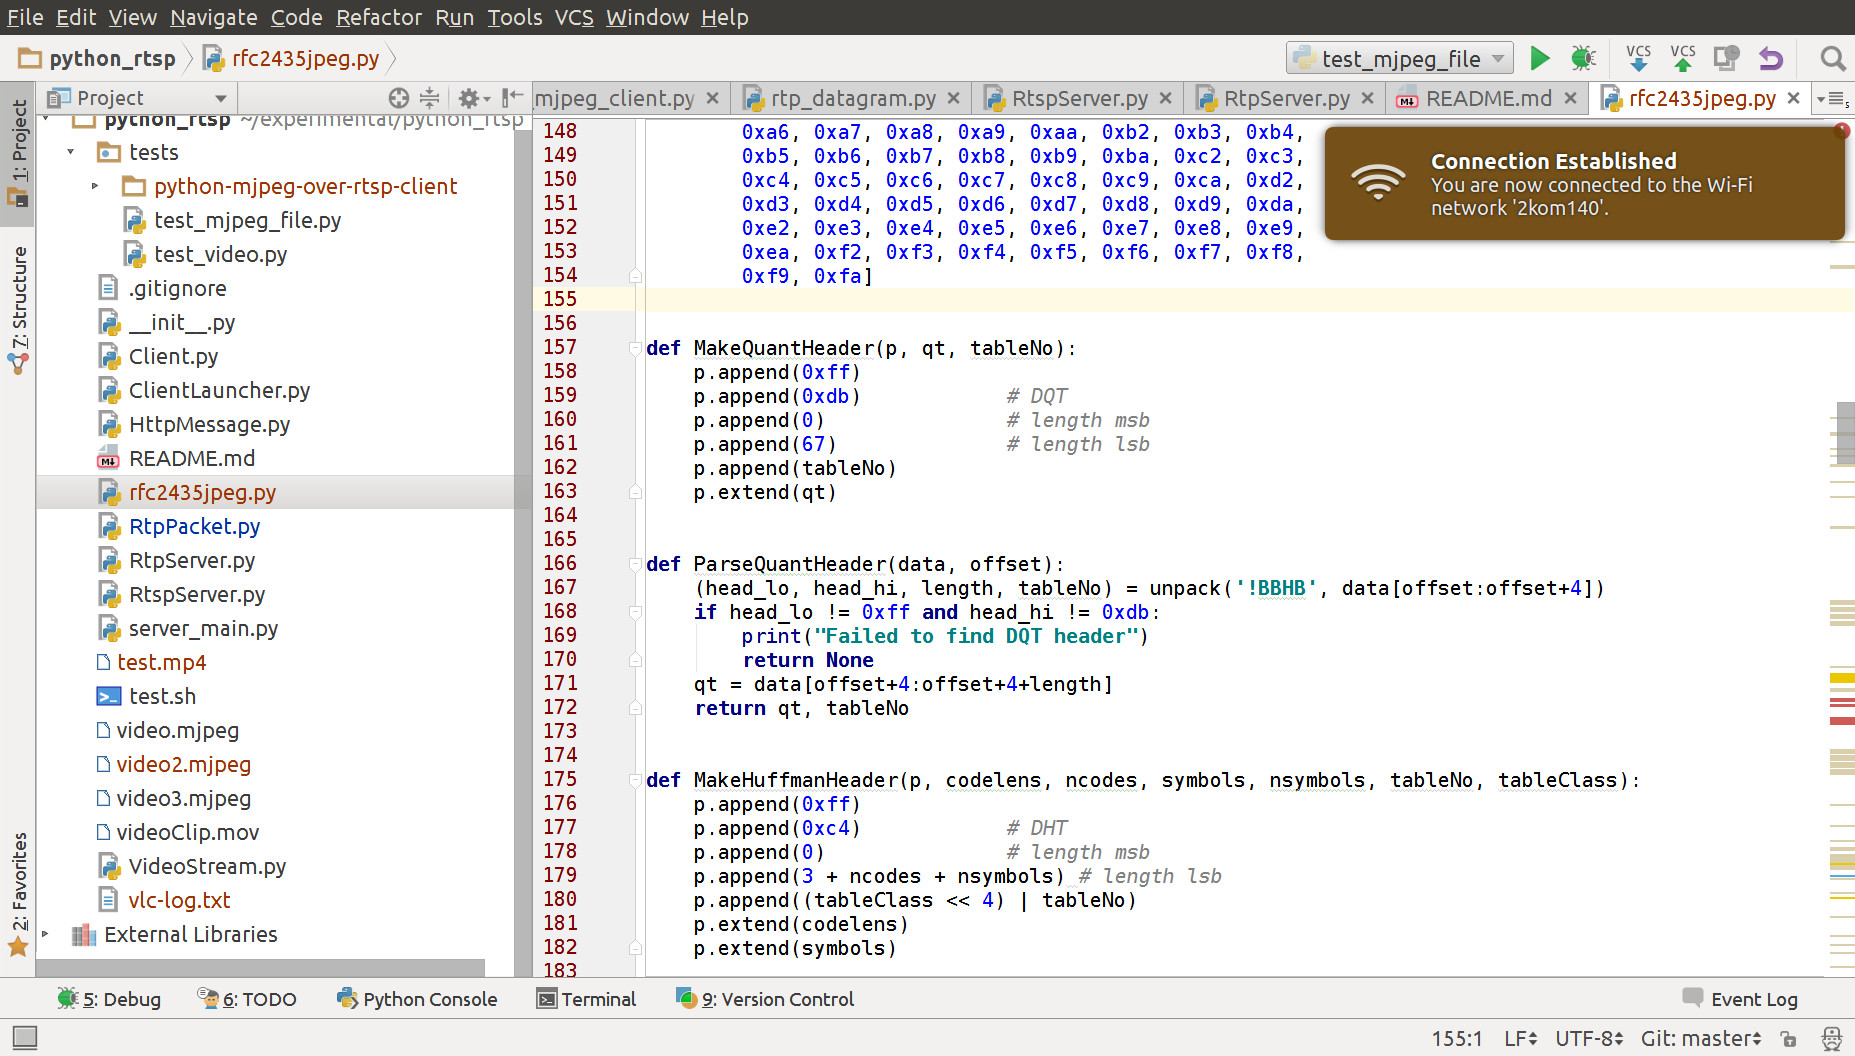 File Edit View Navigate Code Refactor Run Tools VCS Window Help
python_rtsp rfc2435jpeg.py test_mjpeg_file VCS VCS
Project
mjpeg_client.py rtp_datagram.py RtspServer.py RtpServer.py README.md rfc2435jpeg.py
1: Project
7: Structure
2: Favorites
python_rtsp ~/experimental/python_rtsp
tests
python-mjpeg-over-rtsp-client
test_mjpeg_file.py
test_video.py
.gitignore
__init__.py
Client.py
ClientLauncher.py
HttpMessage.py
README.md
rfc2435jpeg.py
RtpPacket.py
RtpServer.py
RtspServer.py
server_main.py
test.mp4
test.sh
video.mjpeg
video2.mjpeg
video3.mjpeg
videoClip.mov
VideoStream.py
vlc-log.txt
External Libraries
148 0xa6, 0xa7, 0xa8, 0xa9, 0xaa, 0xb2, 0xb3, 0xb4,
149 0xb5, 0xb6, 0xb7, 0xb8, 0xb9, 0xba, 0xc2, 0xc3,
150 0xc4, 0xc5, 0xc6, 0xc7, 0xc8, 0xc9, 0xca, 0xd2,
151 0xd3, 0xd4, 0xd5, 0xd6, 0xd7, 0xd8, 0xd9, 0xda,
152 0xe2, 0xe3, 0xe4, 0xe5, 0xe6, 0xe7, 0xe8, 0xe9,
153 0xea, 0xf2, 0xf3, 0xf4, 0xf5, 0xf6, 0xf7, 0xf8,
154 0xf9, 0xfa]
155
156
157 def MakeQuantHeader(p, qt, tableNo):
158 p.append(0xff)
159 p.append(0xdb) # DQT
160 p.append(0) # length msb
161 p.append(67) # length lsb
162 p.append(tableNo)
163 p.extend(qt)
164
165
166 def ParseQuantHeader(data, offset):
167 (head_lo, head_hi, length, tableNo) = unpack('!BBHB', data[offset:offset+4])
168 if head_lo != 0xff and head_hi != 0xdb:
169 print("Failed to find DQT header")
170 return None
171 qt = data[offset+4:offset+4+length]
172 return qt, tableNo
173
174
175 def MakeHuffmanHeader(p, codelens, ncodes, symbols, nsymbols, tableNo, tableClass):
176 p.append(0xff)
177 p.append(0xc4) # DHT
178 p.append(0) # length msb
179 p.append(3 + ncodes + nsymbols) # length lsb
180 p.append((tableClass << 4) | tableNo)
181 p.extend(codelens)
182 p.extend(symbols)
183
Connection Established
You are now connected to the Wi-Fi
network '2kom140'.
5: Debug 6: TODO Python Console Terminal 9: Version Control Event Log
155:1 LF UTF-8 Git: master